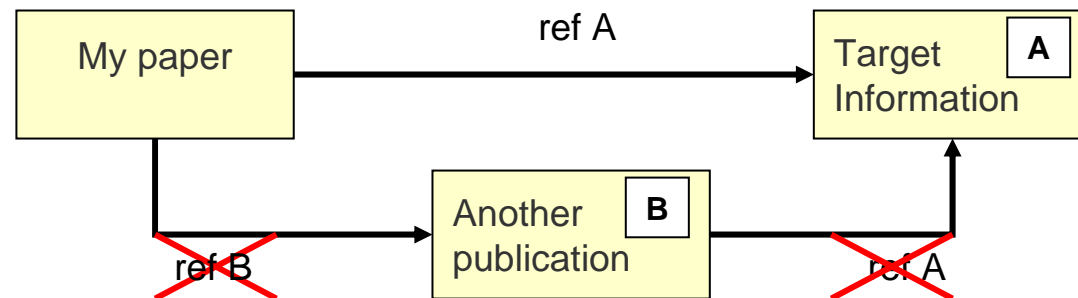 ref A
My paper
Target
Information
A
Another
publication
B
ref B
ref A